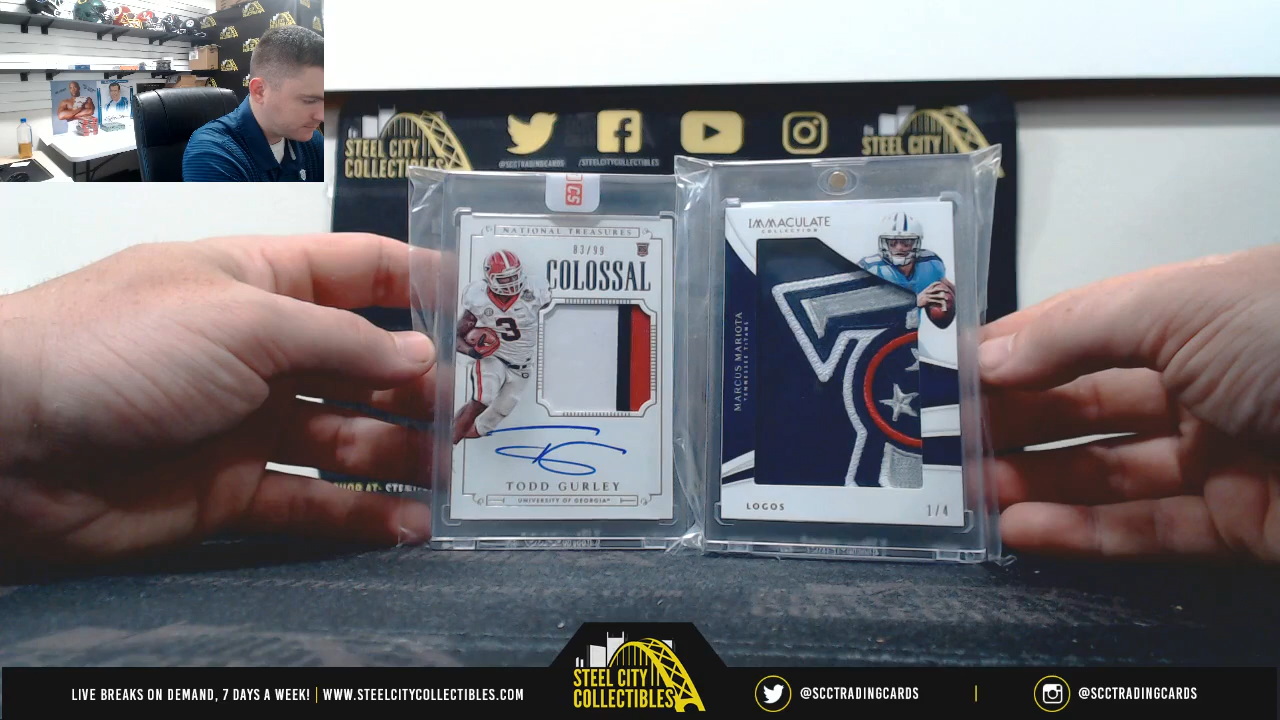 STEEL CITY
COLLECTIBLES
@SCCTRADINGCARDS
/STEELCITYCOLLECTIBLES
STEEL CITY
NATIONAL TREASURES
83/99
COLOSSAL
3
TODD GURLEY
UNIVERSITY OF GEORGIA
IMMACULATE
COLLECTION
MARCUS MARIOTA
TENNESSEE TITANS
LOGOS
1/4
LIVE BREAKS ON DEMAND, 7 DAYS A WEEK! | WWW.STEELCITYCOLLECTIBLES.COM
STEEL CITY
COLLECTIBLES
@SCCTRADINGCARDS | @SCCTRADINGCARDS